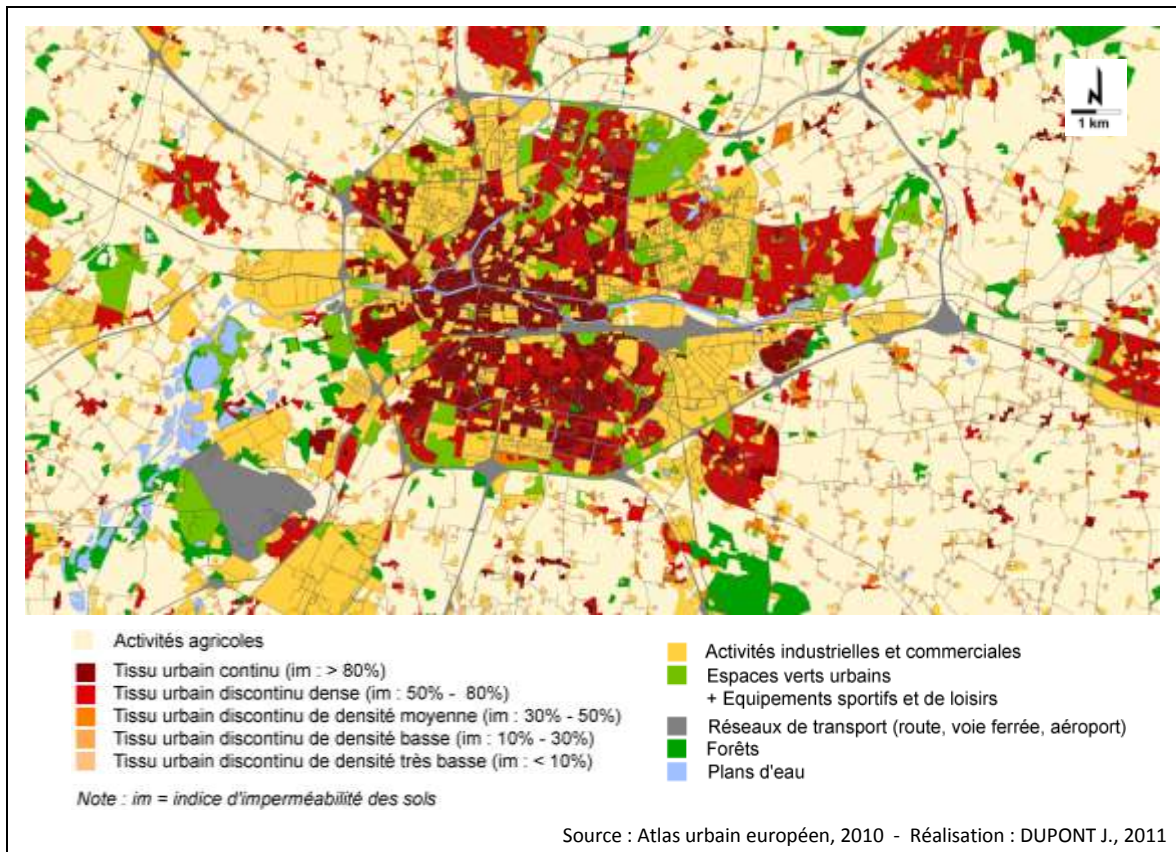 1 km
Activités agricoles
Tissu urbain continu (im : > 80%)
Tissu urbain discontinu dense (im : 50% - 80%)
Tissu urbain discontinu de densité moyenne (im : 30% - 50%)
Tissu urbain discontinu de densité basse (im : 10% - 30%)
Tissu urbain discontinu de densité très basse (im : < 10%)
Note : im = indice d'imperméabilité des sols
Activités industrielles et commerciales
Espaces verts urbains
+ Equipements sportifs et de loisirs
Réseaux de transport (route, voie ferrée, aéroport)
Forêts
Plans d'eau
Source : Atlas urbain européen, 2010 - Réalisation : DUPONT J., 2011